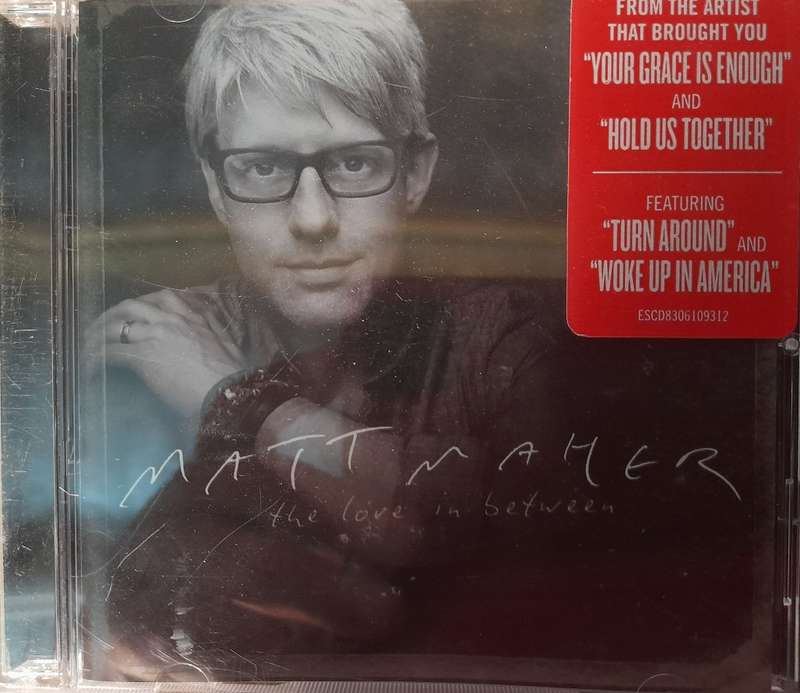 FROM THE ARTIST
THAT BROUGHT YOU
"YOUR GRACE IS ENOUGH"
AND
"HOLD US TOGETHER"
FEATURING
"TURN AROUND" AND
"WOKE UP IN AMERICA"
ESCD8306109312
MATT MAHER
the love in between